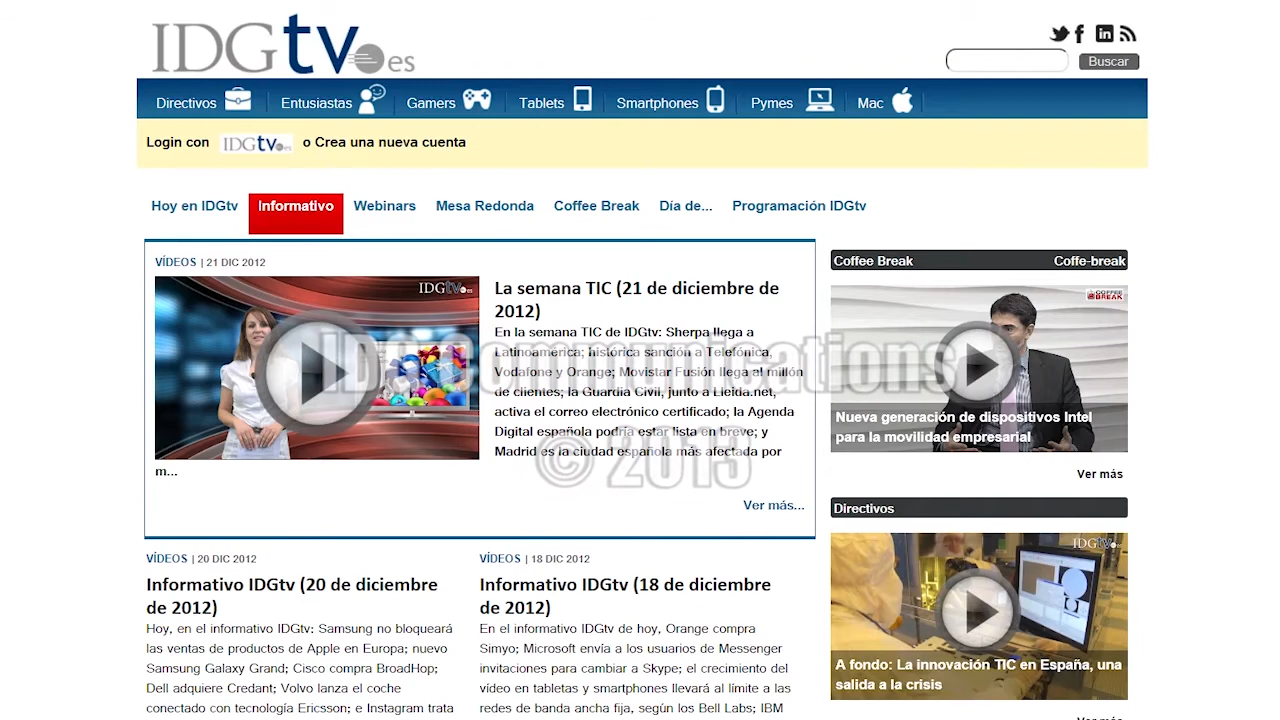 IDGtv.es
Buscar
Directivos Entusiastas Gamers Tablets Smartphones Pymes Mac
Login con IDGtv.es o Crea una nueva cuenta
Hoy en IDGtv Informativo Webinars Mesa Redonda Coffee Break Día de... Programación IDGtv
VÍDEOS | 21 DIC 2012
IDGtv.es
La semana TIC (21 de diciembre de
2012)
En la semana TIC de IDGtv: Sherpa llega a
Latinoamerica; histórica sanción a Telefónica,
Vodafone y Orange; Movistar Fusión llega al millón
de clientes; la Guardia Civil, junto a Lleida.net,
activa el correo electrónico certificado; la Agenda
Digital española podría estar lista en breve; y
Madrid es la ciudad española más afectada por
m...
Ver más...
IDG Communications
© 2013
Coffee Break Coffe-break
COFFEE
BREAK
Nueva generación de dispositivos Intel
para la movilidad empresarial
Ver más
Directivos
IDGtv.es
A fondo: La innovación TIC en España, una
salida a la crisis
Ver más
VÍDEOS | 20 DIC 2012
Informativo IDGtv (20 de diciembre
de 2012)
Hoy, en el informativo IDGtv: Samsung no bloqueará
las ventas de productos de Apple en Europa; nuevo
Samsung Galaxy Grand; Cisco compra BroadHop;
Dell adquiere Credant; Volvo lanza el coche
conectado con tecnología Ericsson; e Instagram trata
VÍDEOS | 18 DIC 2012
Informativo IDGtv (18 de diciembre
de 2012)
En el informativo IDGtv de hoy, Orange compra
Simyo; Microsoft envía a los usuarios de Messenger
invitaciones para cambiar a Skype; el crecimiento del
vídeo en tabletas y smartphones llevará al límite a las
redes de banda ancha fija, según los Bell Labs; IBM